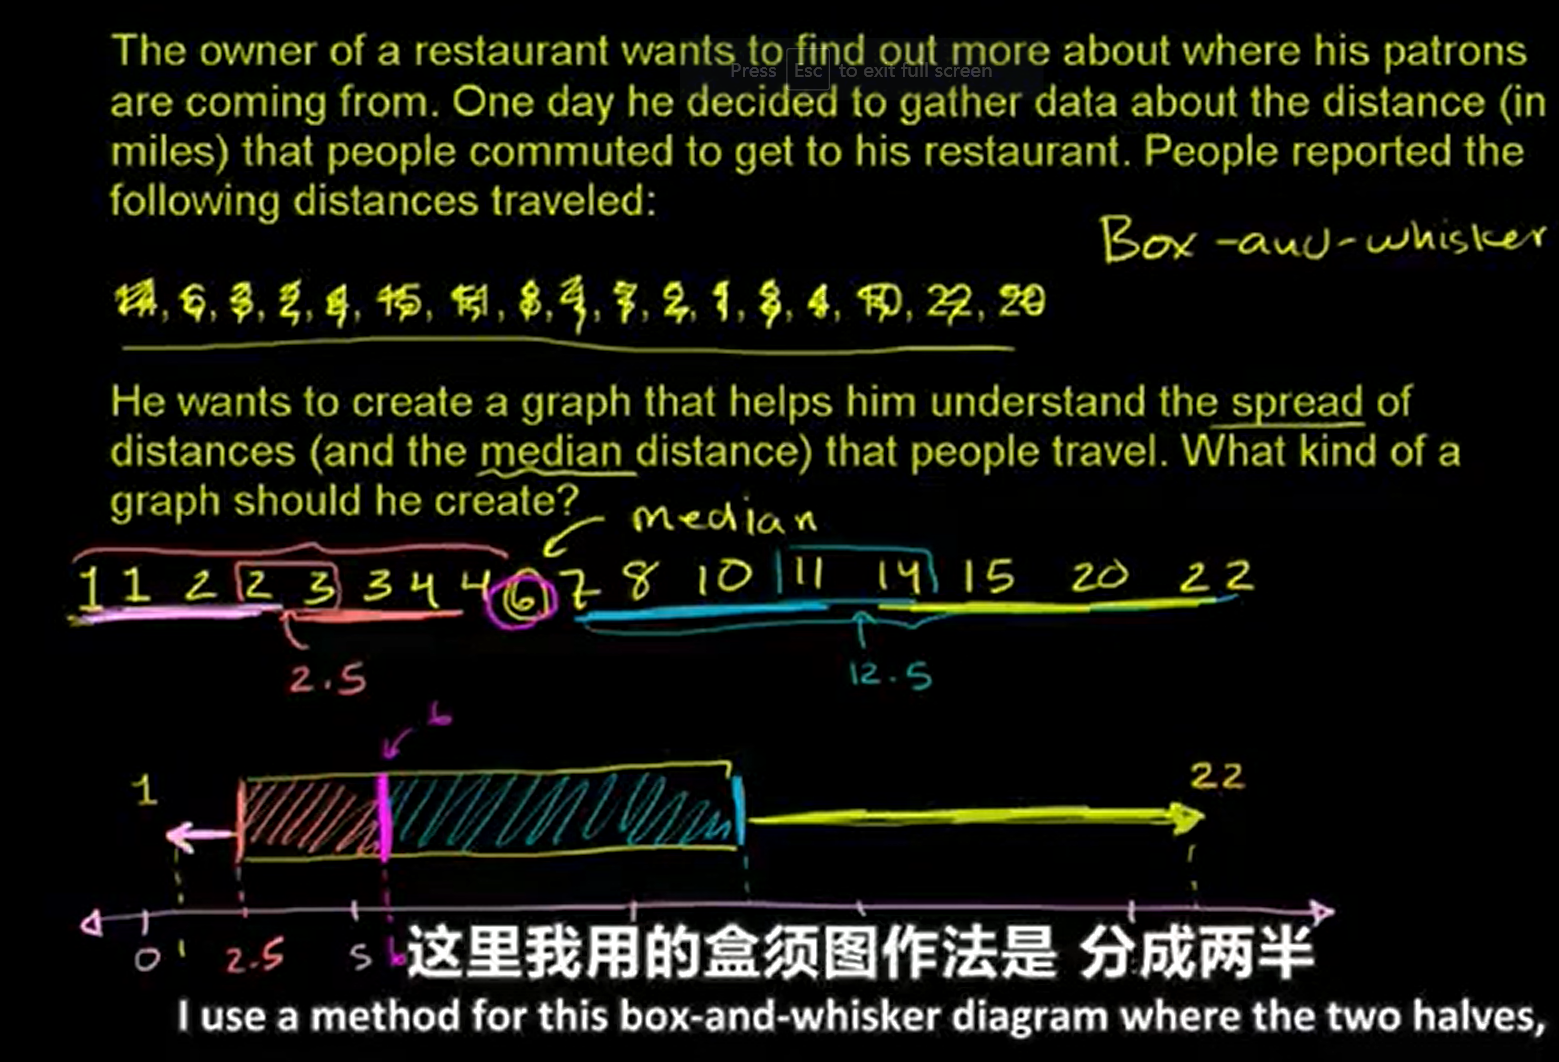 The owner of a restaurant wants to find out more about where his patrons
Press Esc to exit full screen
are coming from. One day he decided to gather data about the distance (in
miles) that people commuted to get to his restaurant. People reported the
following distances traveled:
Box-and-whisker
14, 6, 3, 2, 4, 15, 11, 8, 1, 7, 2, 1, 3, 4, 10, 22, 20
He wants to create a graph that helps him understand the spread of
distances (and the median distance) that people travel. What kind of a
graph should he create?
median
1 1 2 2 3 3 4 4 6 7 8 10 11 14 15 20 22
2.5 12.5
6
1 22
0 1 2.5 5 6
这里我用的盒须图作法是 分成两半
I use a method for this box-and-whisker diagram where the two halves,